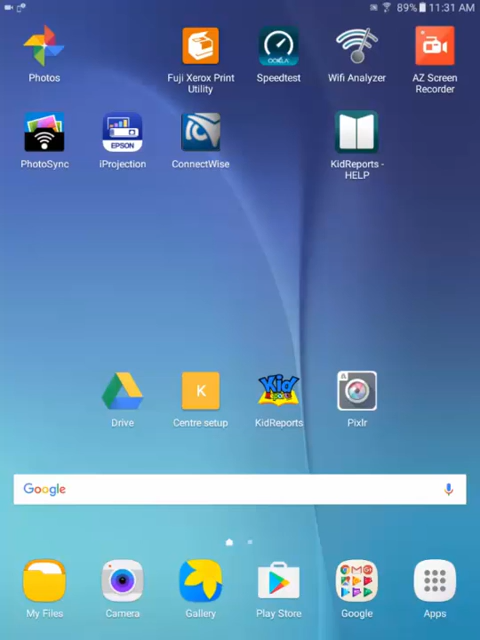 89% 11:31 AM
Photos
Fuji Xerox Print
Utility
Speedtest
Wifi Analyzer
AZ Screen
Recorder
OOKLA
EPSON
PhotoSync
iProjection
ConnectWise
KidReports -
HELP
K
Kid
Drive
Centre setup
KidReports
Pixlr
Google
My Files
Camera
Gallery
Play Store
Google
Apps